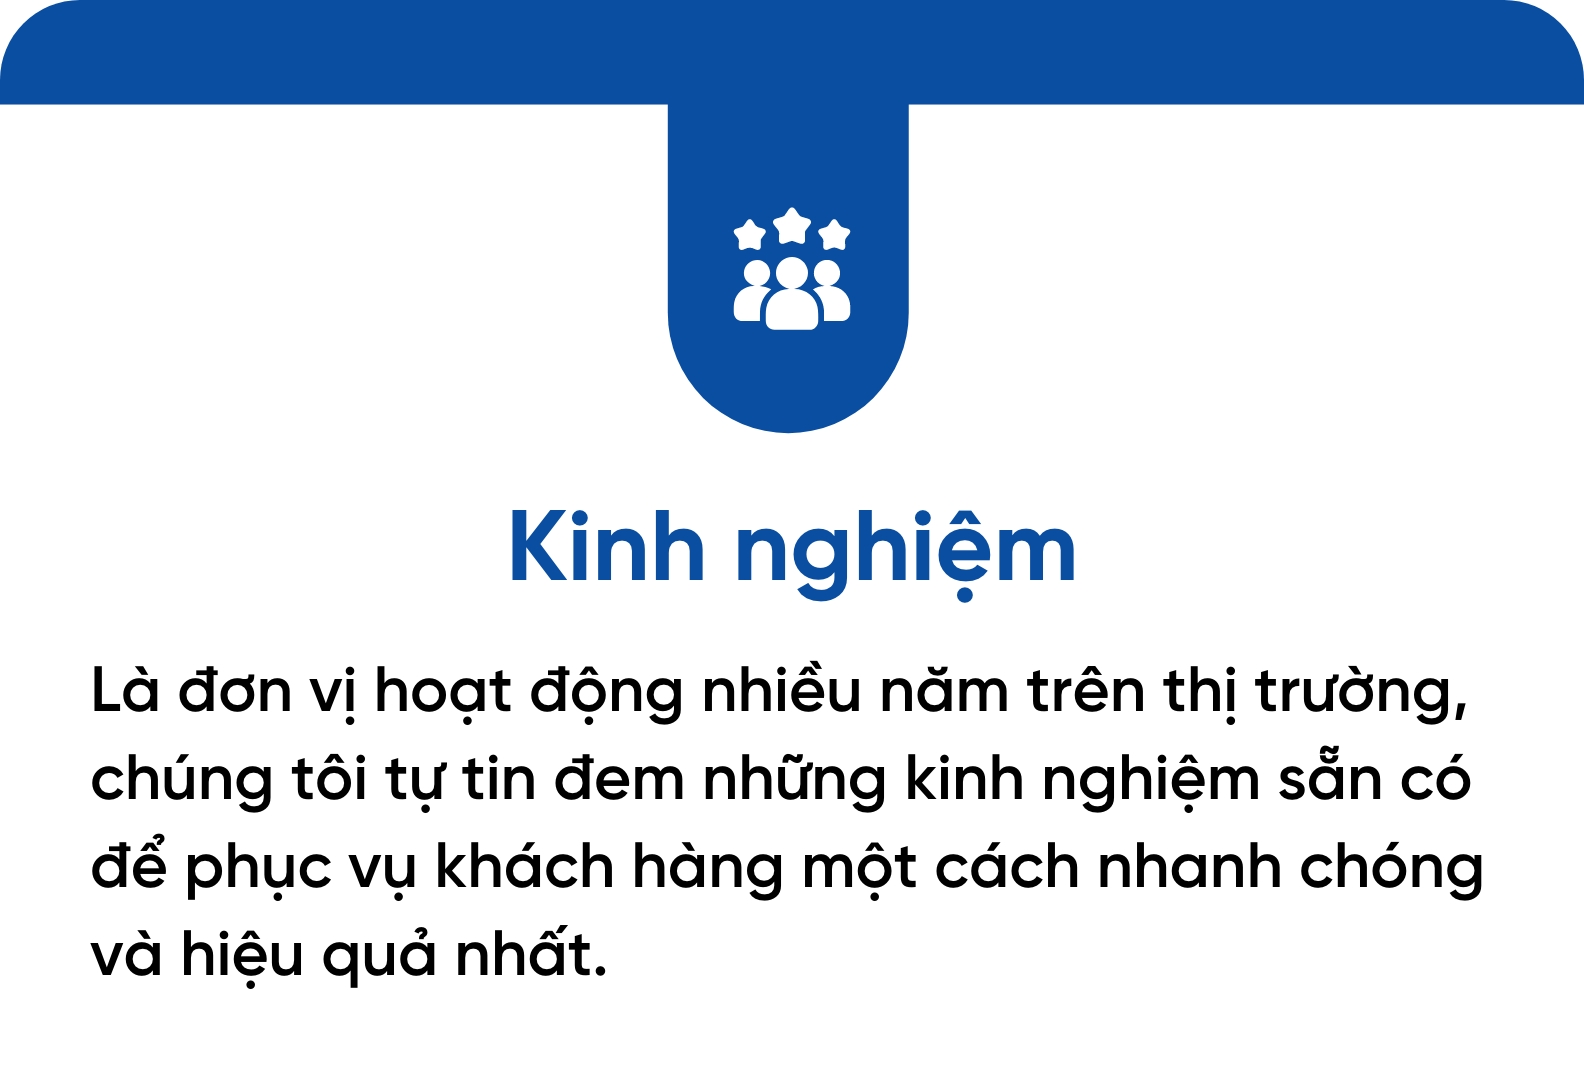 Kinh nghiệm
Là đơn vị hoạt động nhiều năm trên thị trường,
chúng tôi tự tin đem những kinh nghiệm sẵn có
để phục vụ khách hàng một cách nhanh chóng
và hiệu quả nhất.